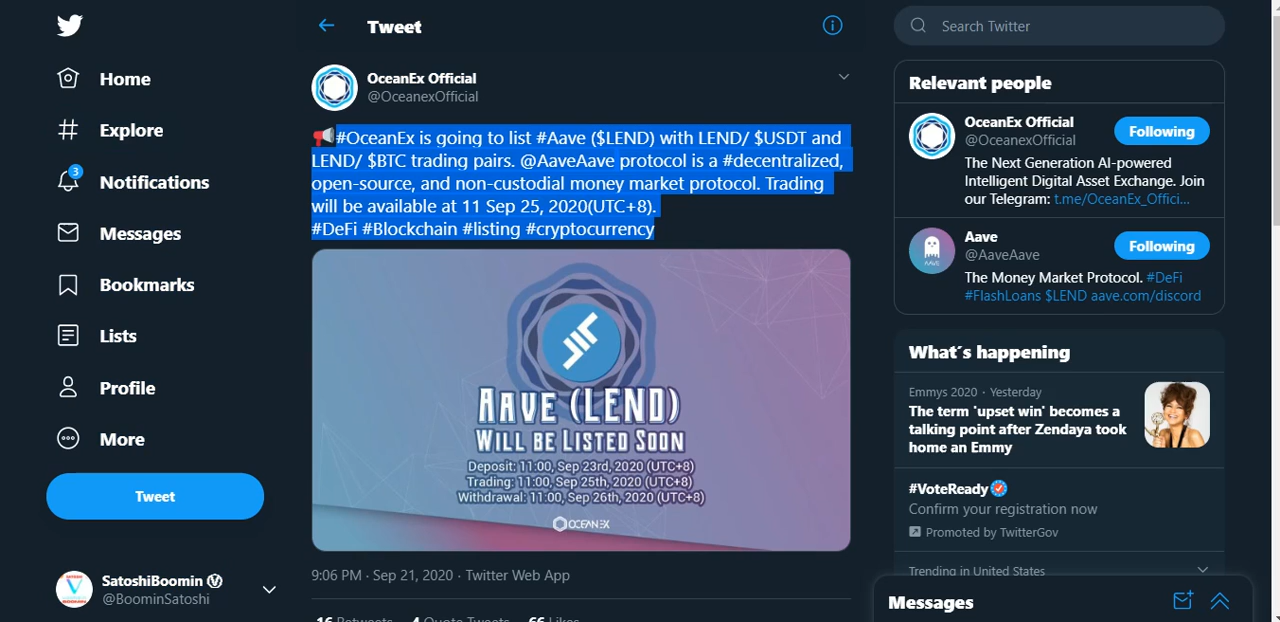 Home
Explore
3
Notifications
Messages
Bookmarks
Lists
Profile
More
Tweet
SatoshiBoomin Ⓥ
@BoominSatoshi
Tweet
OceanEx Official
@OceanexOfficial
📢#OceanEx is going to list #Aave ($LEND) with LEND/ $USDT and
LEND/ $BTC trading pairs. @AaveAave protocol is a #decentralized,
open-source, and non-custodial money market protocol. Trading
will be available at 11 Sep 25, 2020(UTC+8).
#DeFi #Blockchain #listing #cryptocurrency
Aave (LEND)
Will be Listed Soon
Deposit: 11:00, Sep 23rd, 2020 (UTC+8)
Trading: 11:00, Sep 25th, 2020 (UTC+8)
Withdrawal: 11:00, Sep 26th, 2020 (UTC+8)
OCEANEX
9:06 PM · Sep 21, 2020 · Twitter Web App
16 Retweets 4 Quote Tweets 66 Likes
Search Twitter
Relevant people
OceanEx Official
@OceanexOfficial
Following
The Next Generation AI-powered
Intelligent Digital Asset Exchange. Join
our Telegram: t.me/OceanEx_Offici...
Aave
@AaveAave
Following
The Money Market Protocol. #DeFi
#FlashLoans $LEND aave.com/discord
What's happening
Emmys 2020 · Yesterday
The term 'upset win' becomes a
talking point after Zendaya took
home an Emmy
#VoteReady
Confirm your registration now
Promoted by TwitterGov
Trending in United States
Messages